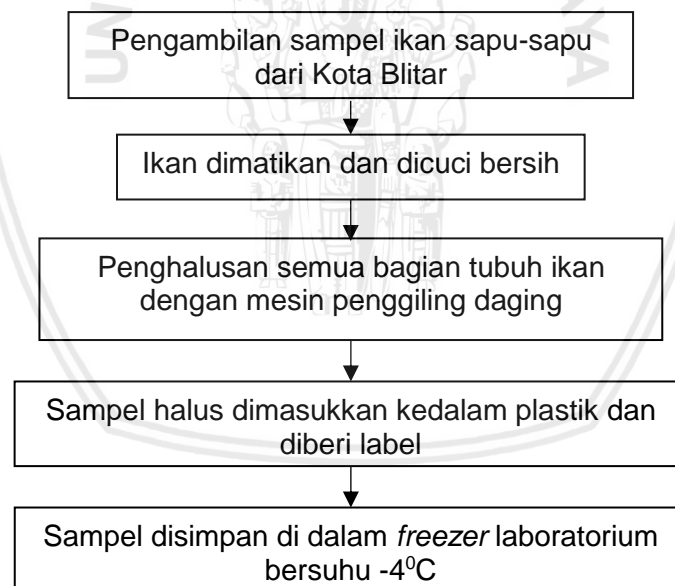 Pengambilan sampel ikan sapu-sapu
dari Kota Blitar
Ikan dimatikan dan dicuci bersih
Penghalusan semua bagian tubuh ikan
dengan mesin penggiling daging
Sampel halus dimasukkan kedalam plastik dan
diberi label
Sampel disimpan di dalam freezer laboratorium
bersuhu -4⁰C